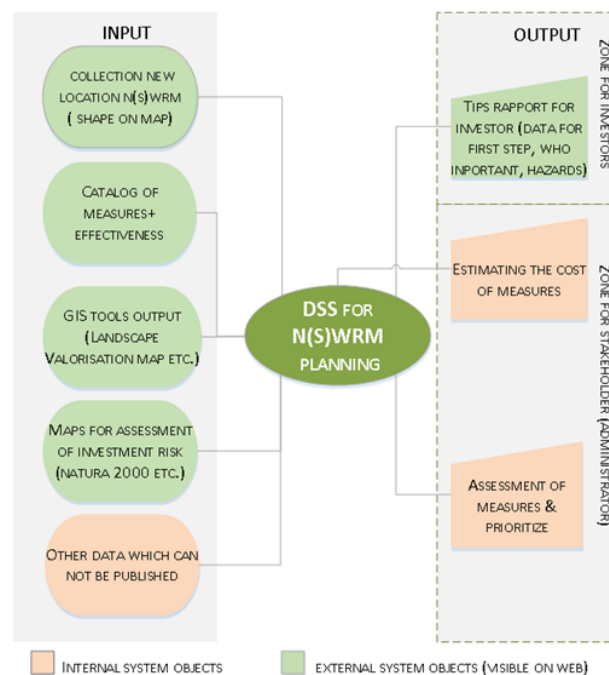 INPUT
COLLECTION NEW
LOCATION N(S)WRM
( SHAPE ON MAP)
CATALOG OF
MEASURES+
EFFECTIVENESS
GIS TOOLS OUTPUT
(LANDSCAPE
VALORISATION MAP ETC.)
MAPS FOR ASSESSMENT
OF INVESTMENT RISK
(NATURA 2000 ETC.)
OTHER DATA WHICH CAN
NOT BE PUBLISHED
DSS FOR
N(S)WRM
PLANNING
OUTPUT
TIPS RAPPORT FOR
INVESTOR (DATA FOR
FIRST STEP, WHO
INPORTANT, HAZARDS)
ESTIMATING THE COST
OF MEASURES
ASSESSMENT OF
MEASURES & 
PRIORITIZE
ZONE FOR INVESTORS
ZONE FOR STAKEHOLDER (ADMINISTRATOR)
INTERNAL SYSTEM OBJECTS
EXTERNAL SYSTEM OBJECTS (VISIBLE ON WEB)